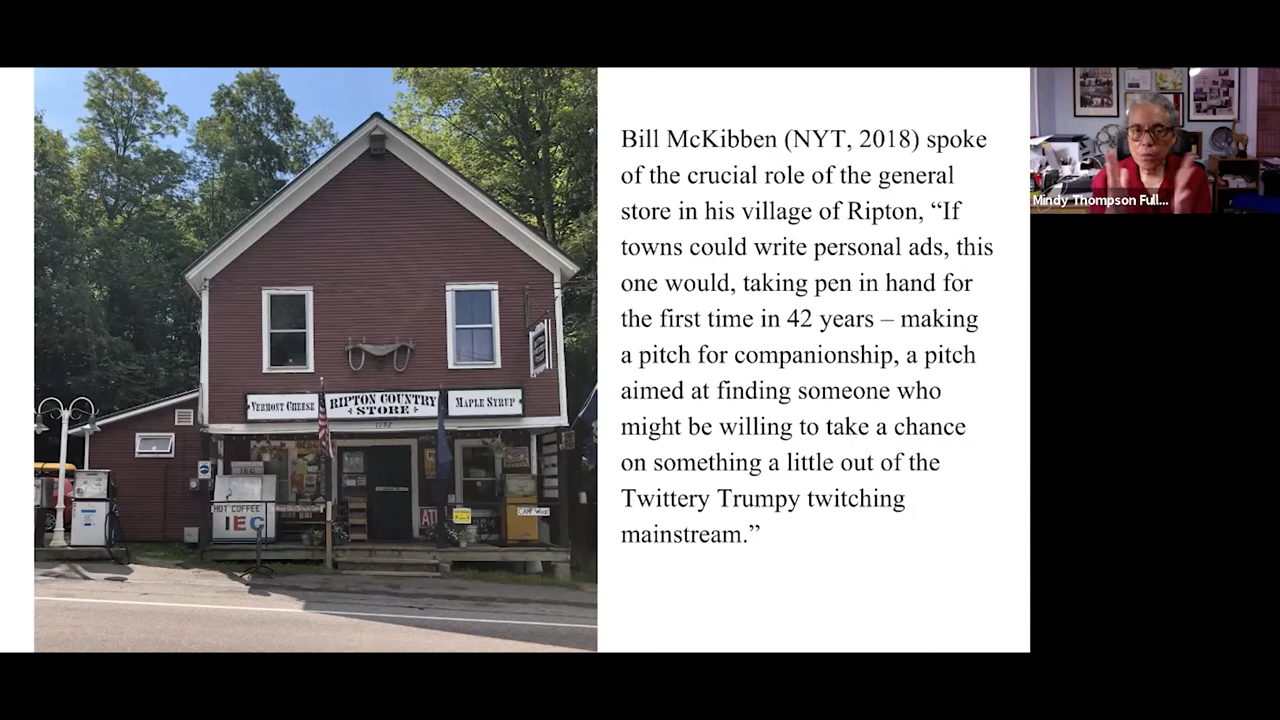 Bill McKibben (NYT, 2018) spoke
of the crucial role of the general
store in his village of Ripton, “If
towns could write personal ads, this
one would, taking pen in hand for
the first time in 42 years – making
a pitch for companionship, a pitch
aimed at finding someone who
might be willing to take a chance
on something a little out of the
Twittery Trumpy twitching
mainstream.”
Mindy Thompson Full...
VERMONT CHEESE
RIPTON COUNTRY
STORE
MAPLE SYRUP
1192
HOT COFFEE
IEC
CAMP WOOD